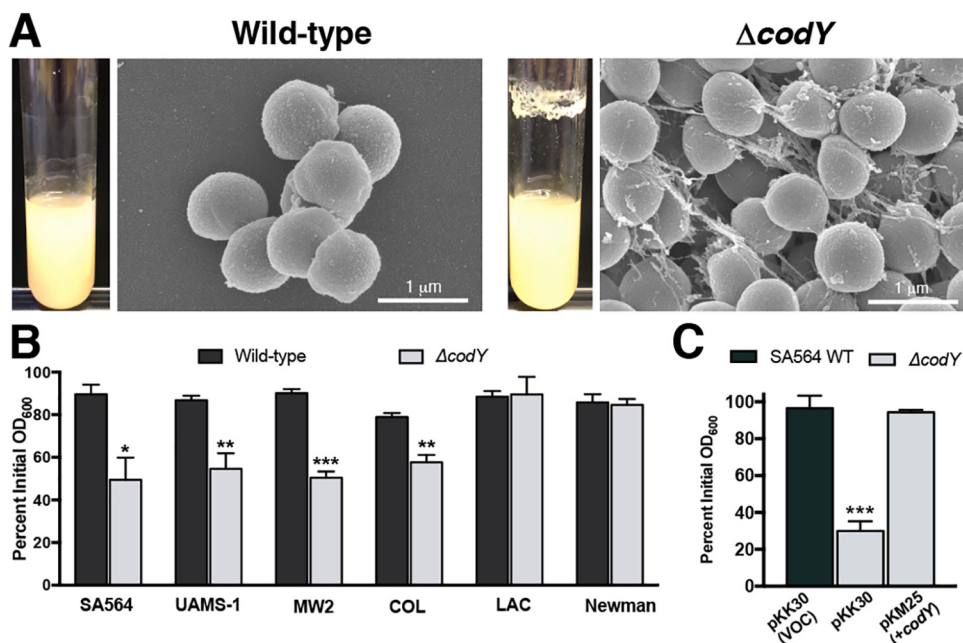 A
Wild-type
ΔcodY
1 μm
1 μm
B
Wild-type
ΔcodY
Percent Initial OD600
100
80
60
40
20
0
*
**
***
**
SA564
UAMS-1
MW2
COL
LAC
Newman
C
SA564 WT
ΔcodY
Percent Initial OD600
100
80
60
40
20
0
***
pKK30
(VOC)
pKK30
pKM25
(+codY)